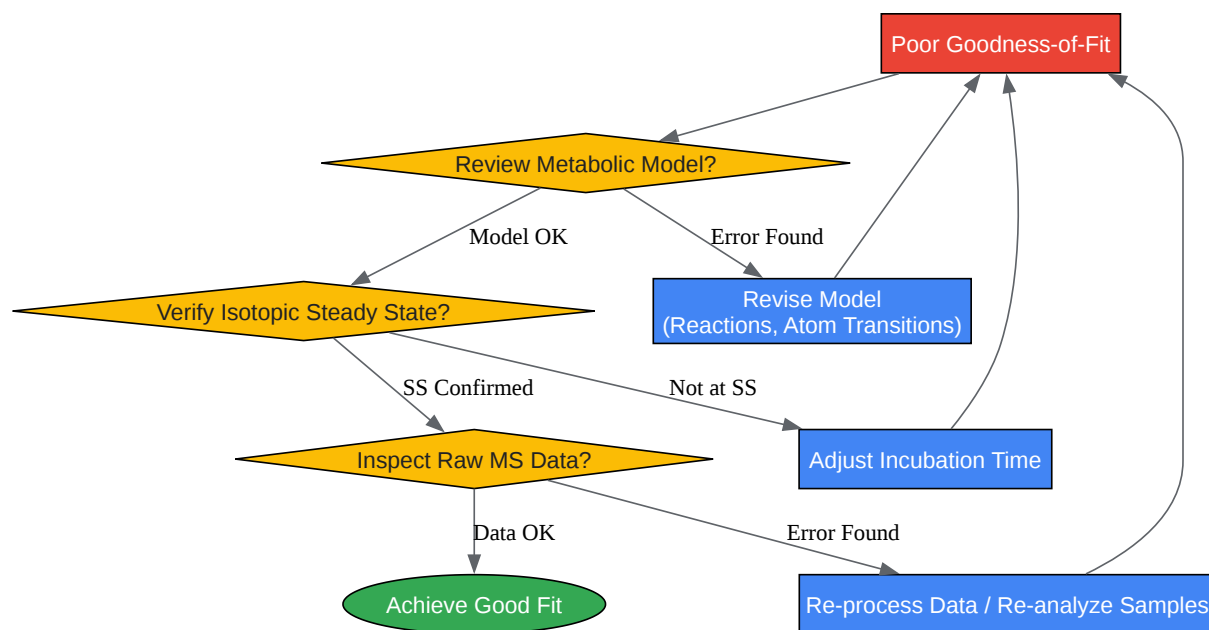 Poor Goodness-of-Fit
Review Metabolic Model?
Model OK
Error Found
Verify Isotopic Steady State?
Revise Model
(Reactions, Atom Transitions)
SS Confirmed
Not at SS
Inspect Raw MS Data?
Adjust Incubation Time
Data OK
Error Found
Achieve Good Fit
Re-process Data / Re-analyze Samples